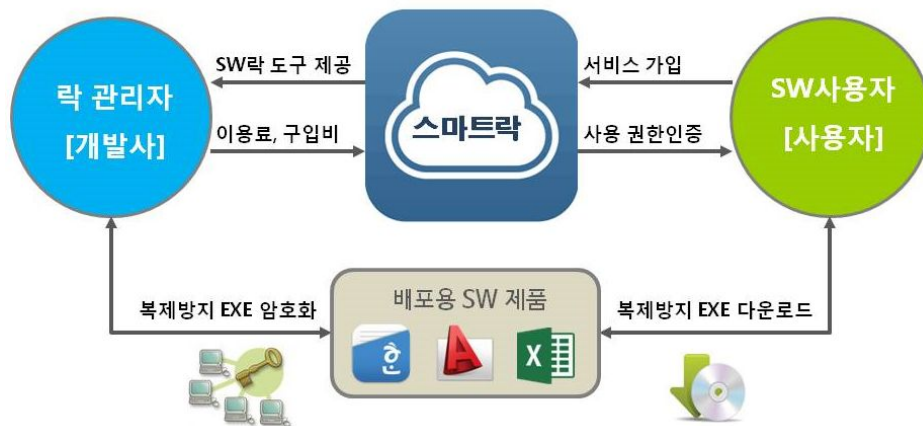 락 관리자
[개발사]
SW락 도구 제공
이용료, 구입비
스마트락
서비스 가입
사용 권한인증
SW사용자
[사용자]
복제방지 EXE 암호화
배포용 SW 제품
복제방지 EXE 다운로드